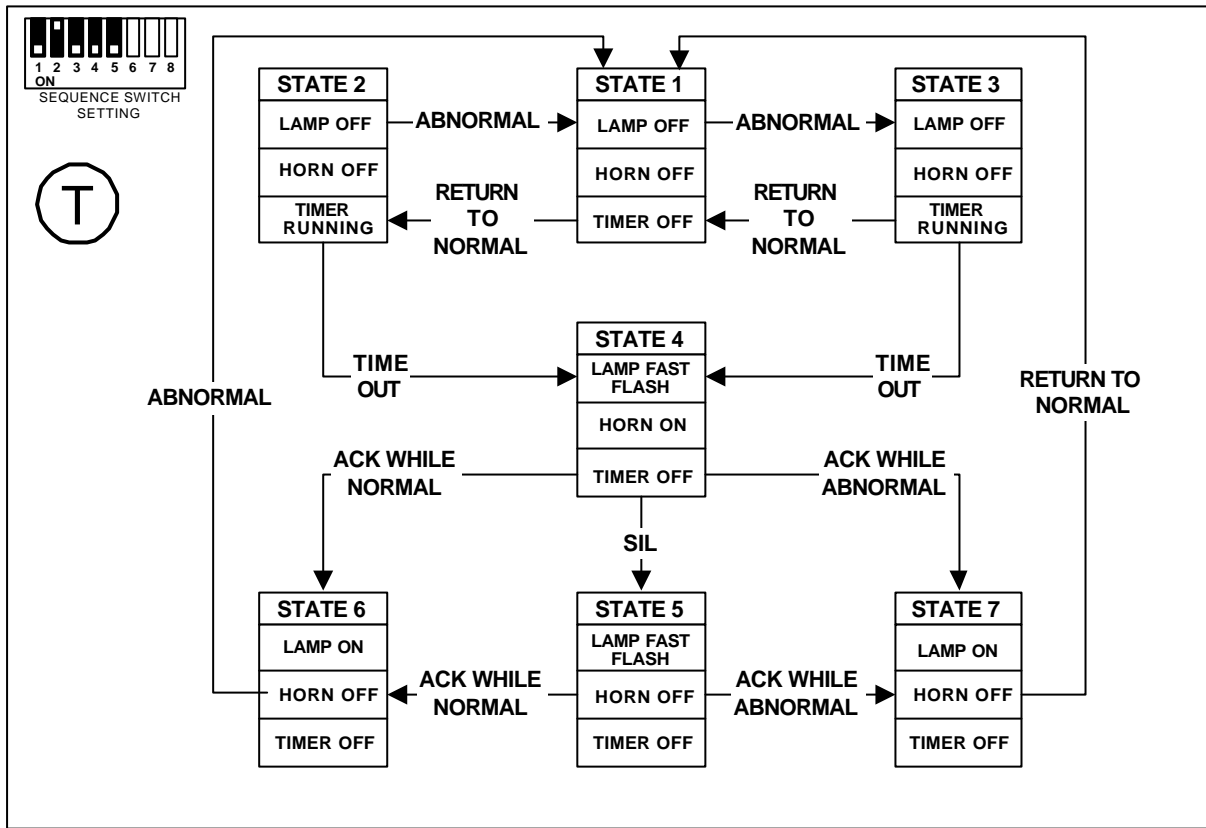 1 2 3 4 5 6 7 8
ON
SEQUENCE SWITCH
SETTING
T
STATE 2
LAMP OFF
HORN OFF
TIMER
RUNNING
ABNORMAL
RETURN
TO
NORMAL
STATE 1
LAMP OFF
HORN OFF
TIMER OFF
ABNORMAL
RETURN
TO
NORMAL
STATE 3
LAMP OFF
HORN OFF
TIMER
RUNNING
TIME
OUT
STATE 4
LAMP FAST
FLASH
HORN ON
TIMER OFF
TIME
OUT
ABNORMAL
RETURN TO
NORMAL
ACK WHILE
NORMAL
ACK WHILE
ABNORMAL
SIL
STATE 6
LAMP ON
HORN OFF
TIMER OFF
ACK WHILE
NORMAL
STATE 5
LAMP FAST
FLASH
HORN OFF
TIMER OFF
ACK WHILE
ABNORMAL
STATE 7
LAMP ON
HORN OFF
TIMER OFF